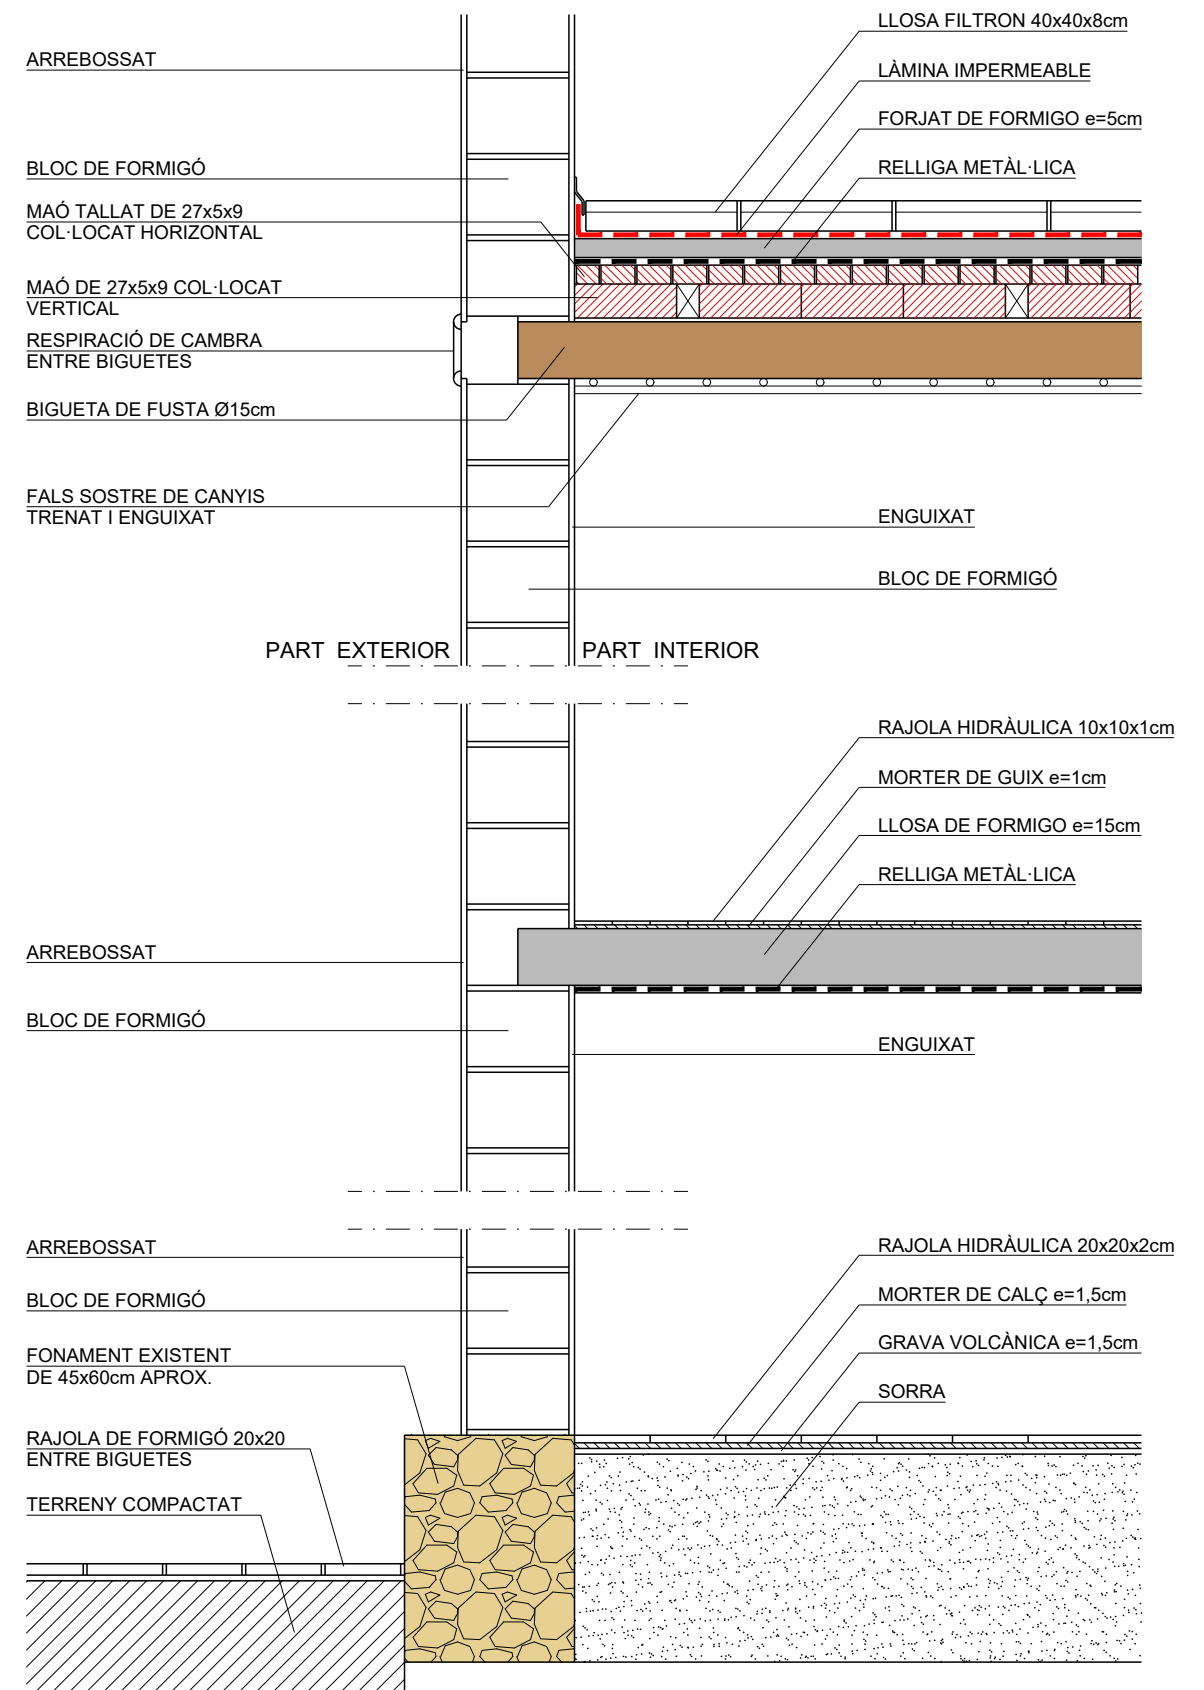 LLOSA FILTRON 40x40x8cm
ARREBOSSAT
LÀMINA IMPERMEABLE
FORJAT DE FORMIGO e=5cm
BLOC DE FORMIGÓ
RELLIGA METÀL·LICA
MAÓ TALLAT DE 27x5x9
COL·LOCAT HORIZONTAL
MAÓ DE 27x5x9 COL·LOCAT
VERTICAL
RESPIRACIÓ DE CAMBRA
ENTRE BIGUETES
BIGUETA DE FUSTA Ø15cm
FALS SOSTRE DE CANYIS
TRENAT I ENGUIXAT
ENGUIXAT
BLOC DE FORMIGÓ
PART EXTERIOR
PART INTERIOR
RAJOLA HIDRÀULICA 10x10x1cm
MORTER DE GUIX e=1cm
LLOSA DE FORMIGO e=15cm
RELLIGA METÀL·LICA
ARREBOSSAT
BLOC DE FORMIGÓ
ENGUIXAT
ARREBOSSAT
RAJOLA HIDRÀULICA 20x20x2cm
BLOC DE FORMIGÓ
MORTER DE CALÇ e=1,5cm
FONAMENT EXISTENT
DE 45x60cm APROX.
GRAVA VOLCÀNICA e=1,5cm
SORRA
RAJOLA DE FORMIGÓ 20x20
ENTRE BIGUETES
TERRENY COMPACTAT